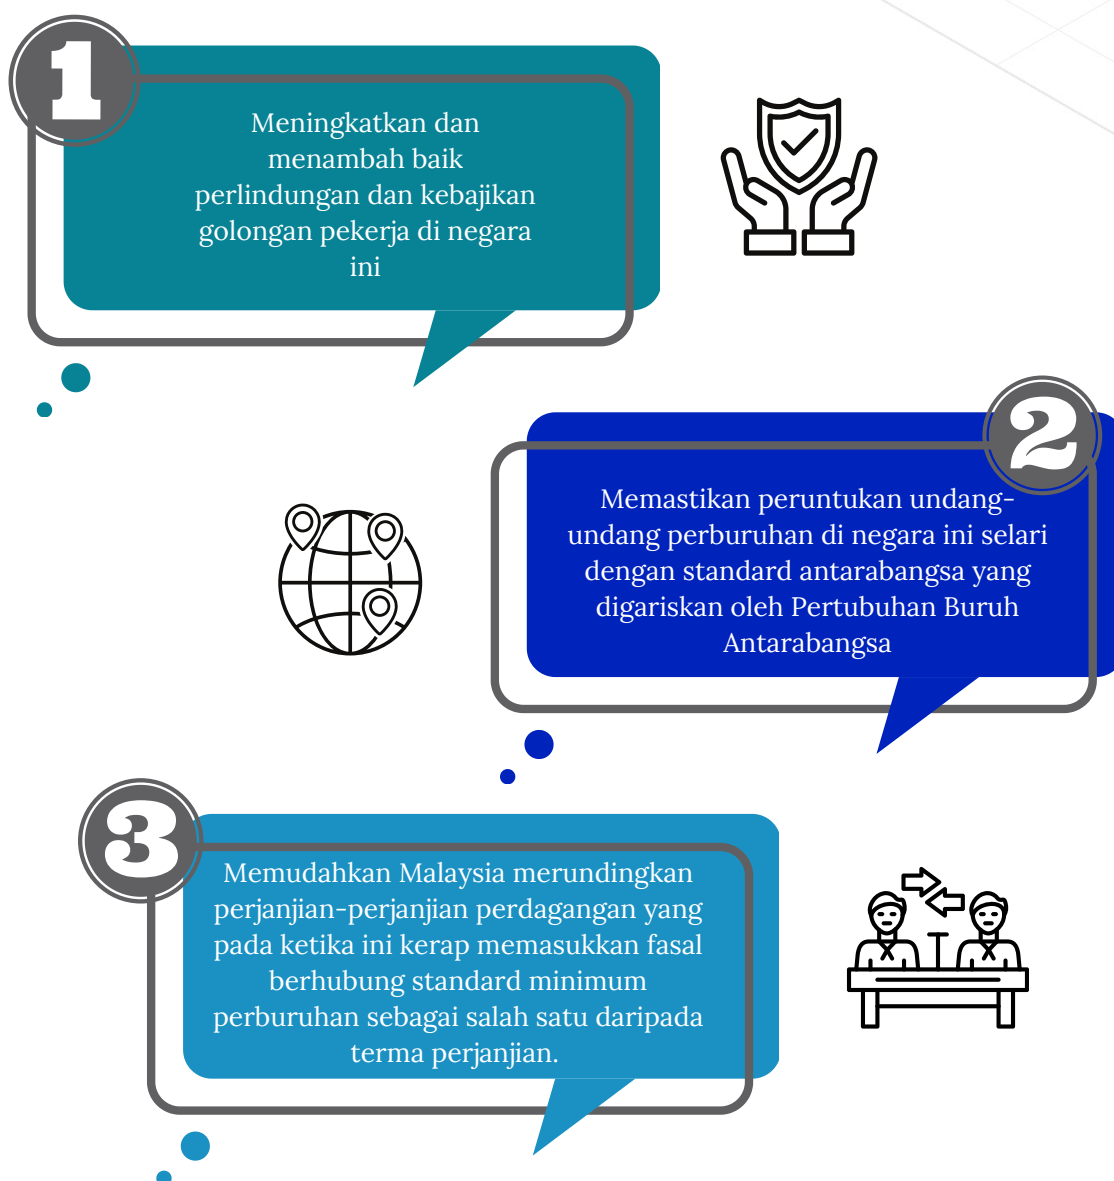 1
Meningkatkan dan
menambah baik
perlindungan dan kebajikan
golongan pekerja di negara
ini
2
Memastikan peruntukan undang-
undang perburuhan di negara ini selari
dengan standard antarabangsa yang
digariskan oleh Pertubuhan Buruh
Antarabangsa
3
Memudahkan Malaysia merundingkan
perjanjian-perjanjian perdagangan yang
pada ketika ini kerap memasukkan fasal
berhubung standard minimum
perburuhan sebagai salah satu daripada
terma perjanjian.